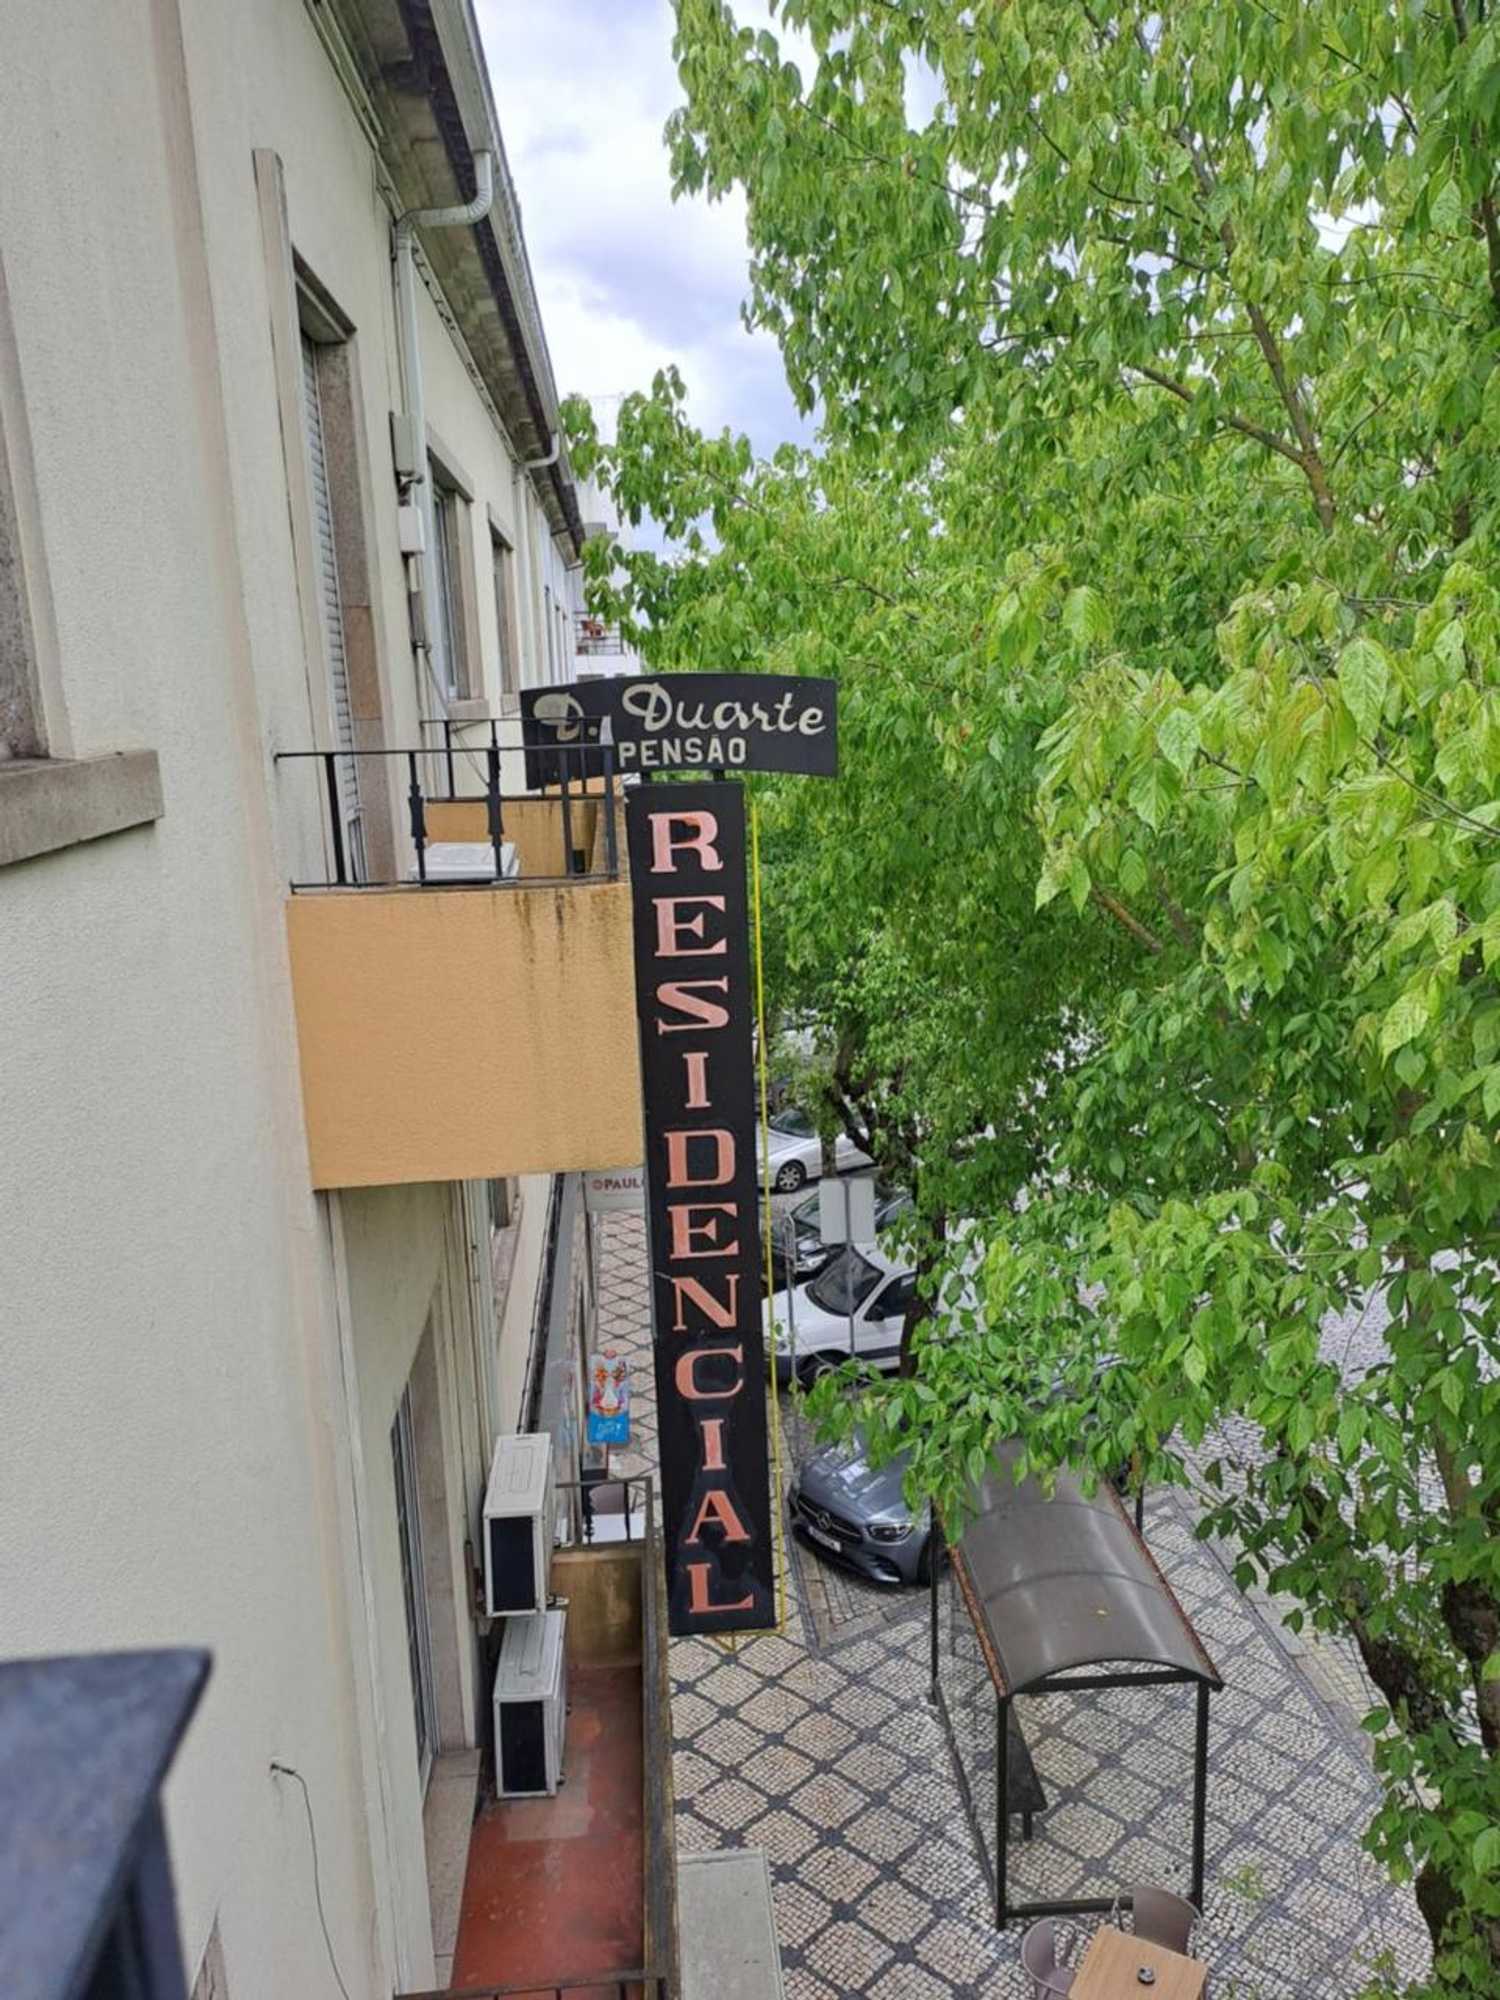 D. Duarte
PENSÃO
RESIDENCIAL